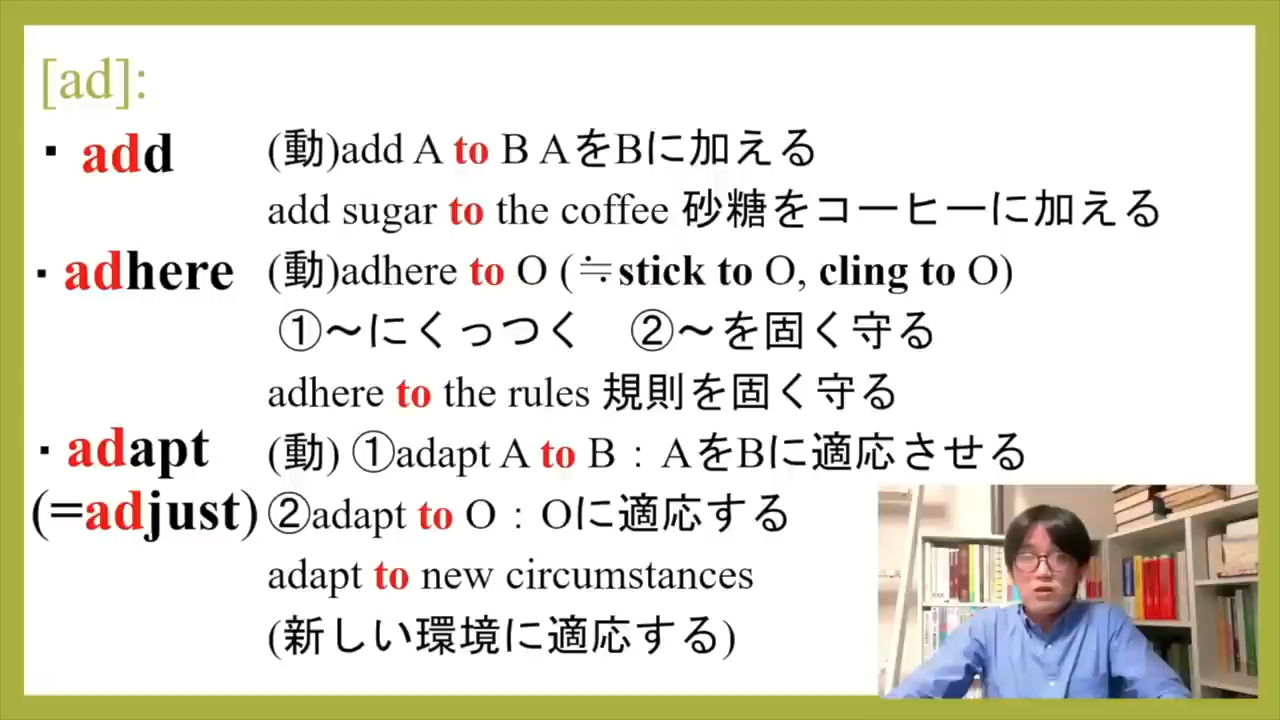 [ad]:
・add (動)add A to B AをBに加える
add sugar to the coffee 砂糖をコーヒーに加える
・adhere (動)adhere to O (≒stick to O, cling to O)
①～にくっつく ②～を固く守る
adhere to the rules 規則を固く守る
・adapt (動) ①adapt A to B：AをBに適応させる
(=adjust) ②adapt to O：Oに適応する
adapt to new circumstances
(新しい環境に適応する)